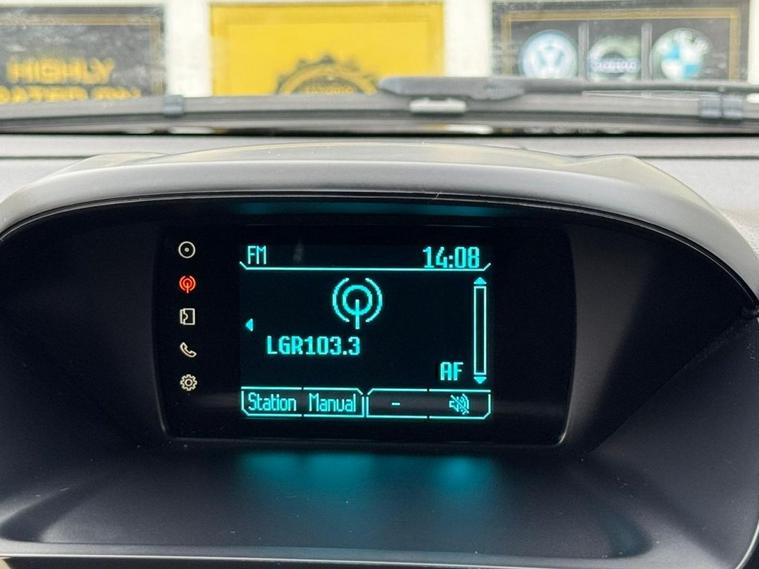 HIGHLY
FM 14:08
LGR103.3
AF
Station Manual -